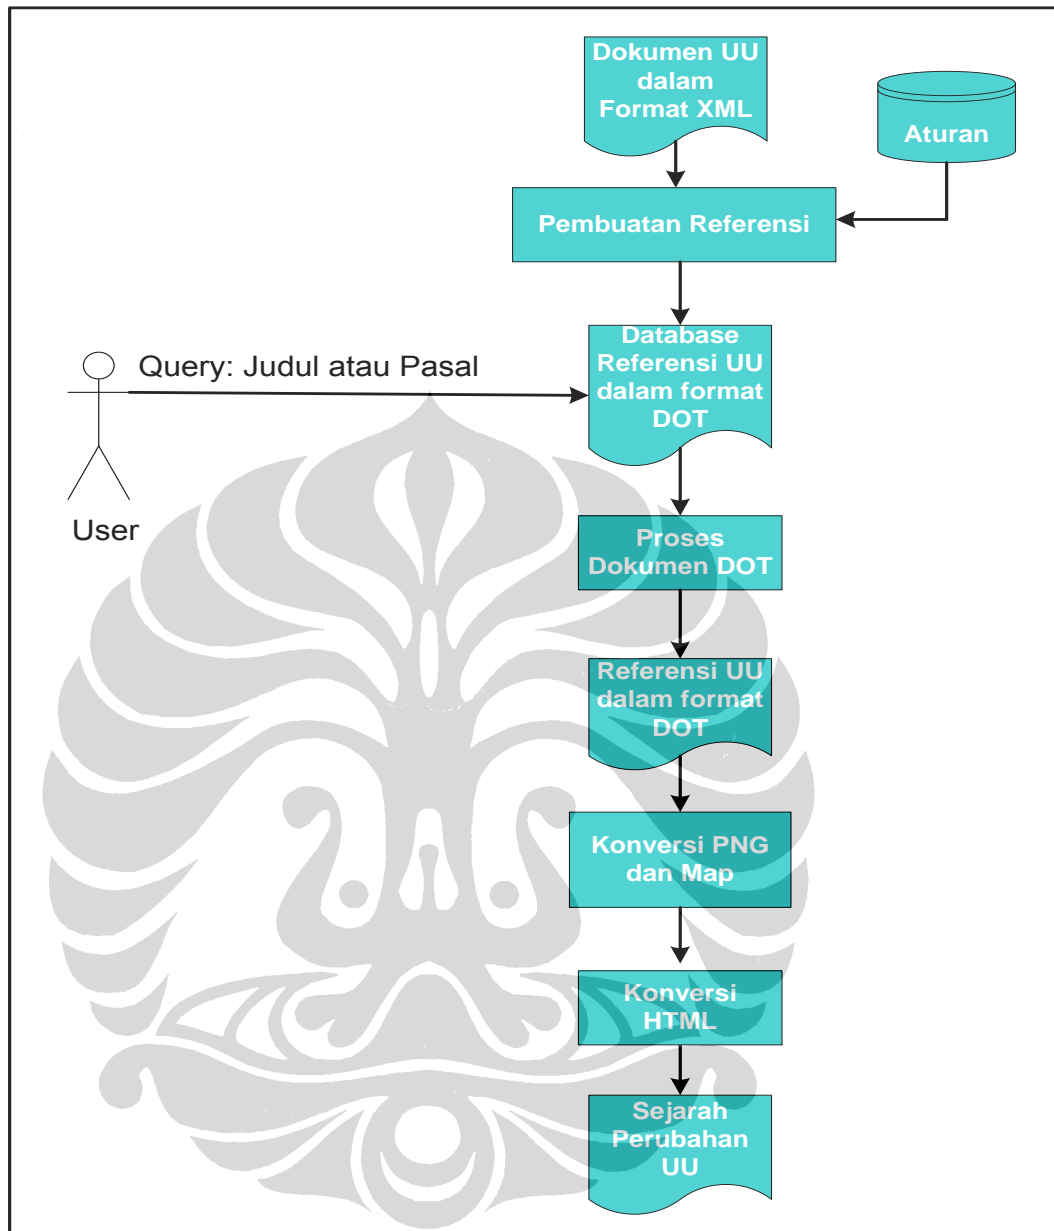 Dokumen UU
dalam
Format XML
Aturan
Pembuatan Referensi
Database
Referensi UU
dalam format
DOT
Query: Judul atau Pasal
User
Proses
Dokumen DOT
Referensi UU
dalam format
DOT
Konversi PNG
dan Map
Konversi
HTML
Sejarah
Perubahan
UU